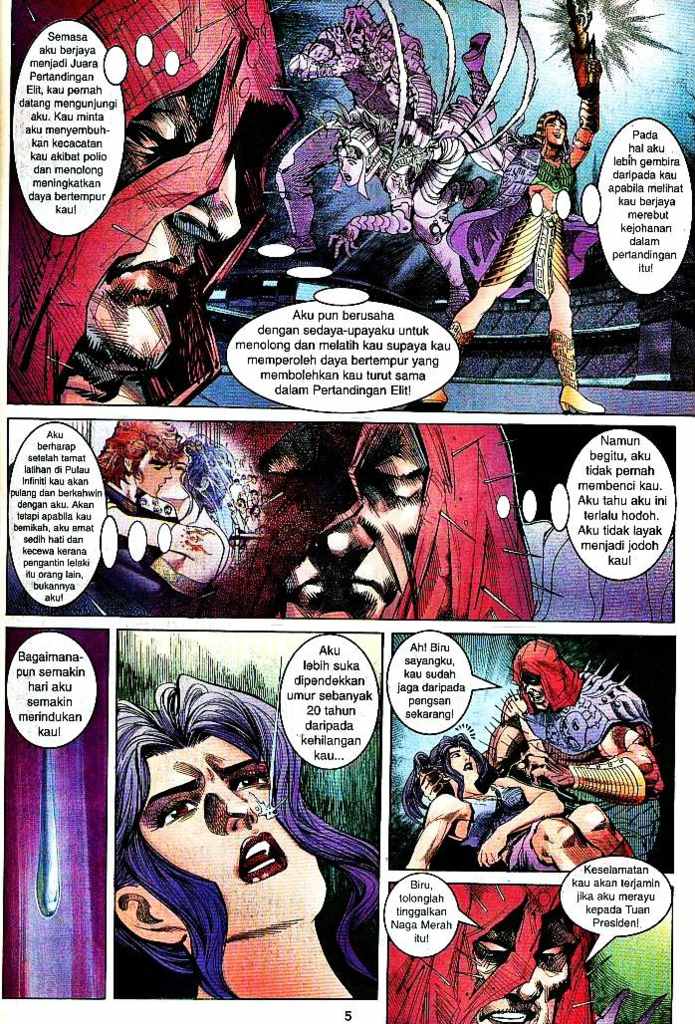 Semasa
aku berjaya
menjadi Juara
Pertandingan
Elit, kau pernah
datang mengunjungi
aku. Kau minta
aku menyembuh-
kan kecacatan
kau akibat polio
dan menolong
meningkatkan
daya bertempur
kau!
Pada
hal aku
lebih gembira
daripada kau
apabila melihat
kau berjaya
merebut
kejohanan
dalam
pertandingan
itu!
Aku pun berusaha
dengan sedaya-upayaku untuk
menolong dan melatih kau supaya kau
memperoleh daya bertempur yang
membolehkan kau turut sama
dalam Pertandingan Elit!
Aku
berharap
setelah tamat
latihan di Pulau
Infiniti kau akan
pulang dan berkahwin
dengan aku. Akan
tetapi apabila kau
bernikah, aku amat
sedih hati dan
kecewa kerana
pengantin lelaki
itu orang lain,
bukannya
aku!
Namun
begitu, aku
tidak pernah
membenci kau.
Aku tahu aku ini
terlalu hodoh.
Aku tidak layak
menjadi jodoh
kau!
Bagaimana-
pun semakin
hari aku
semakin
merindukan
kau!
Aku
lebih suka
dipendekkan
umur sebanyak
20 tahun
daripada
kehilangan
kau...
Ah! Biru
sayangku,
kau sudah
jaga daripada
pengsan
sekarang!
Biru,
tolonglah
tinggalkan
Naga Merah
itu!
Keselamatan
kau akan terjamin
jika aku merayu
kepada Tuan
Presiden!
5